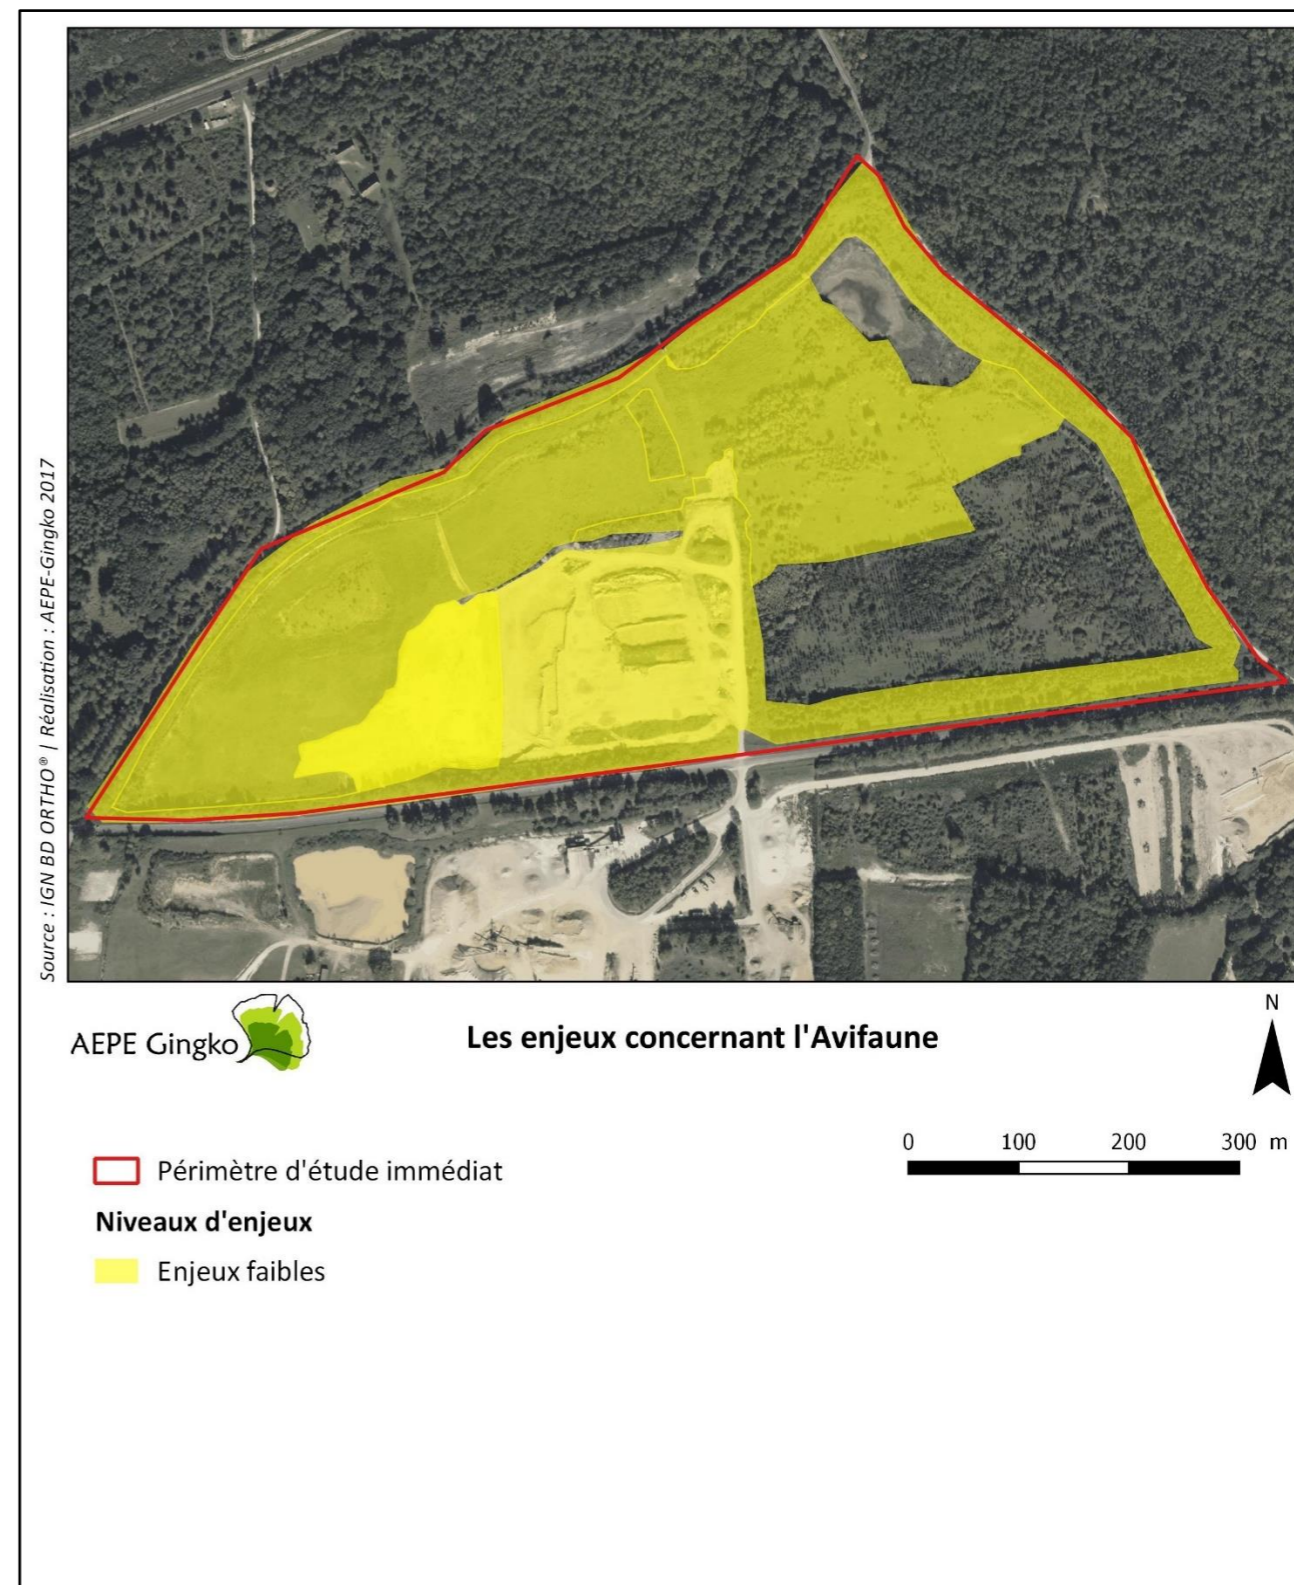 Source : IGN BD ORTHO® | Réalisation : AEPE-Gingko 2017
AEPE Gingko
Les enjeux concernant l'Avifaune
N
0 100 200 300 m
Périmètre d'étude immédiat
Niveaux d'enjeux
Enjeux faibles